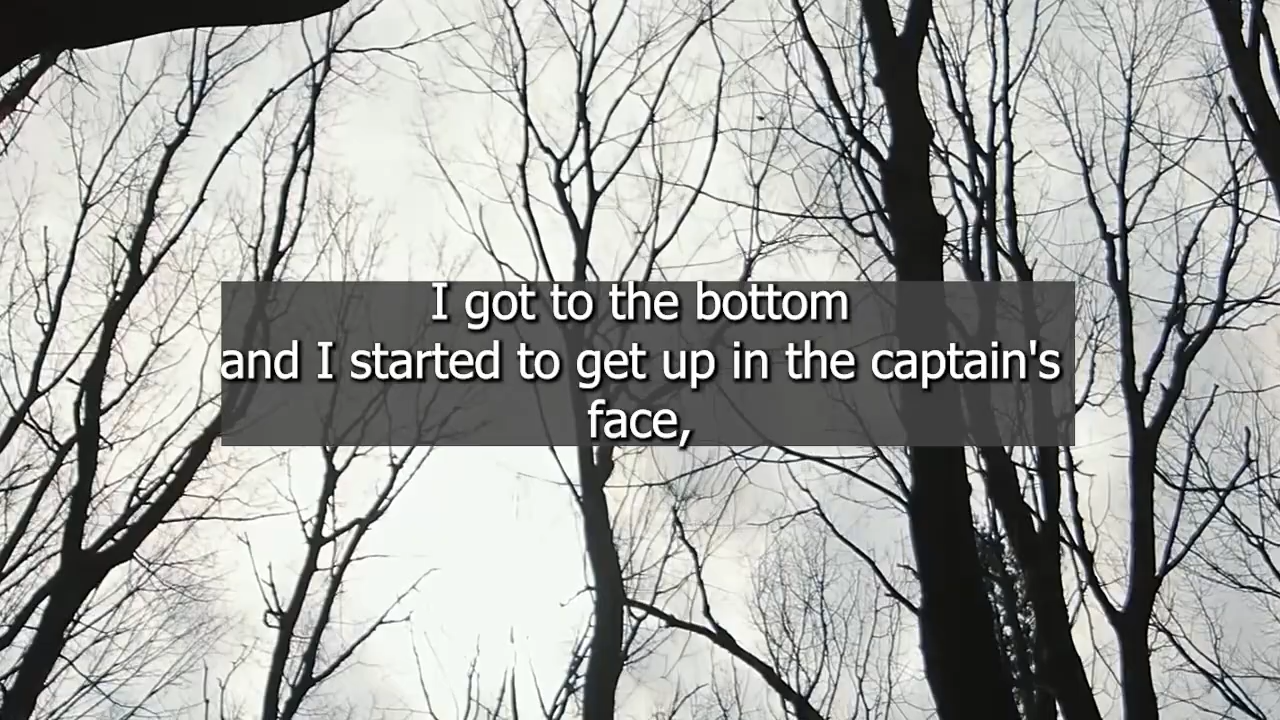 I got to the bottom
and I started to get up in the captain's
face,